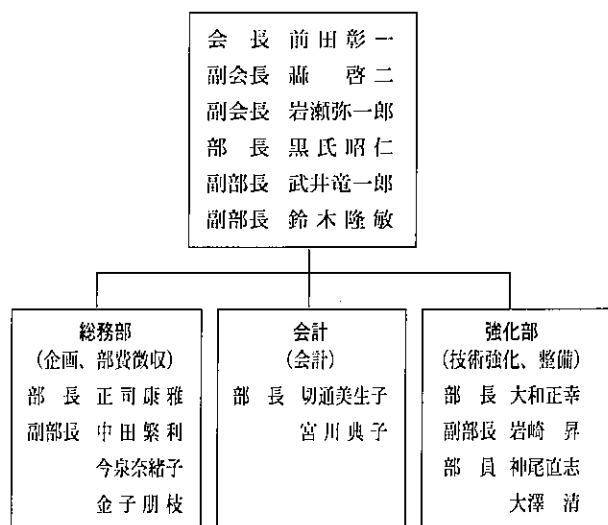 会長 前田彰一
副会長 轟啓二
副会長 岩瀬弥一郎
部長 黒氏昭仁
副部長 武井竜一郎
副部長 鈴木隆敏
総務部
(企画、部費徴収)
部長 正司康雅
副部長 中田繁利
今泉奈緒子
金子朋枝
会計
(会計)
部長 切通美生子
宮川典子
強化部
(技術強化、整備)
部長 大和正幸
副部長 岩崎昇
部員 神尾直志
大澤清